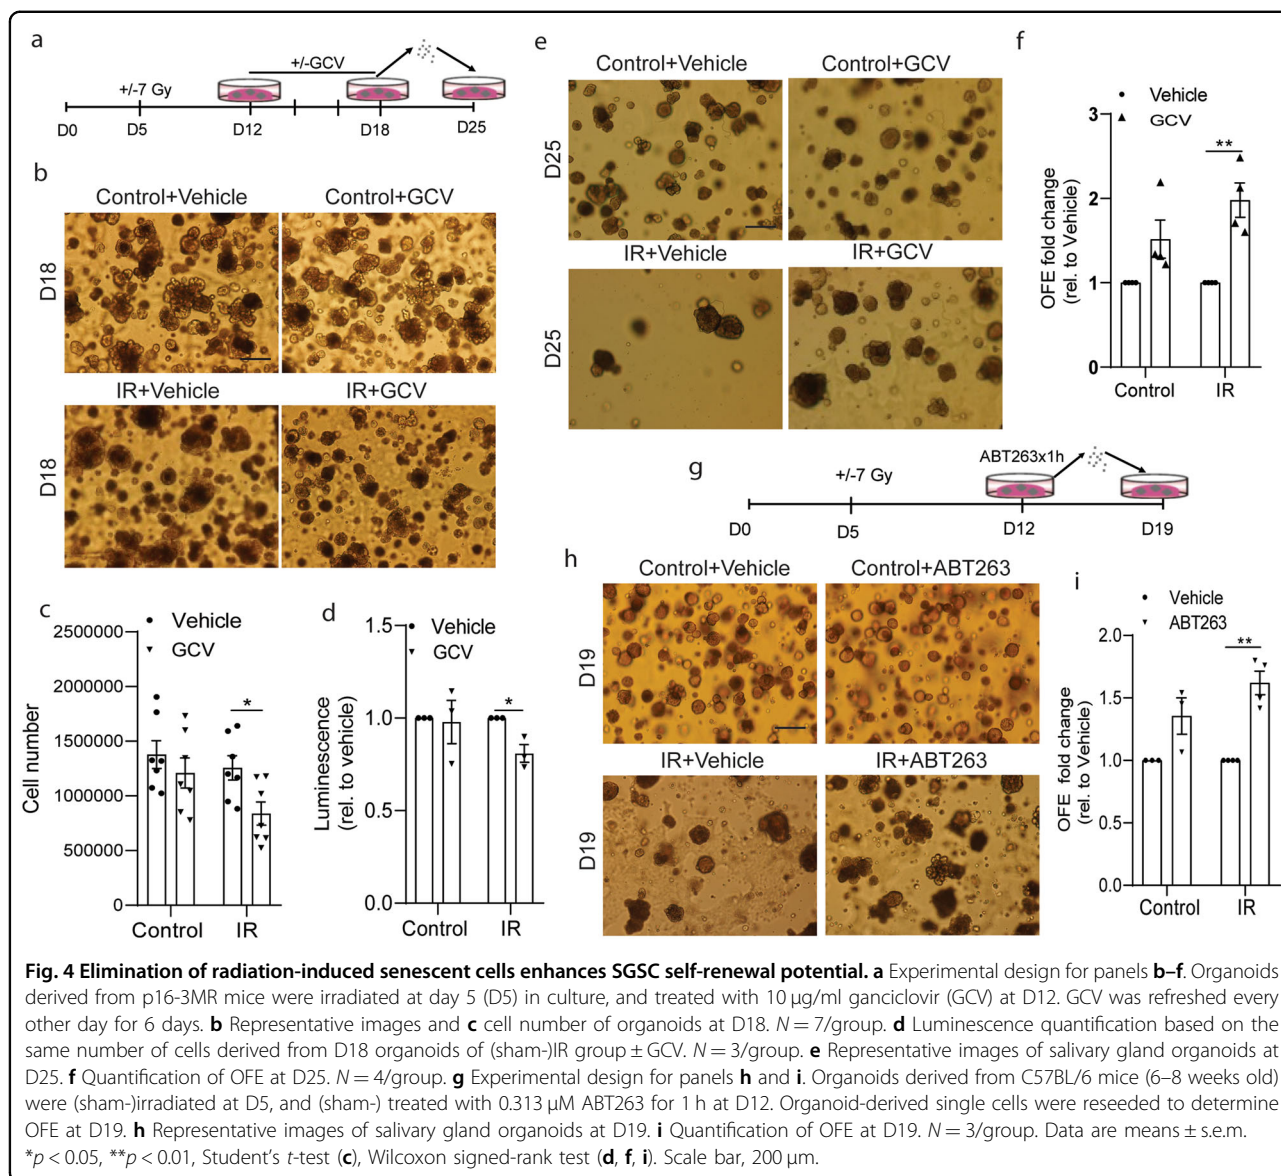 a
+/-GCV
+/-7 Gy
D0
D5
D12
D18
D25
b
Control+Vehicle
Control+GCV
D18
IR+Vehicle
IR+GCV
D18
c
Vehicle
GCV
2500000
2000000
1500000
1000000
500000
0
Cell number
*
Control
IR
d
Vehicle
GCV
1.5
1.0
0.5
0.0
Luminescence
(rel. to vehicle)
*
Control
IR
e
Control+Vehicle
Control+GCV
D25
IR+Vehicle
IR+GCV
D25
f
Vehicle
GCV
3
2
1
0
OFE fold change
(rel. to Vehicle)
**
Control
IR
g
ABT263x1h
+/-7 Gy
D0
D5
D12
D19
h
Control+Vehicle
Control+ABT263
D19
IR+Vehicle
IR+ABT263
D19
i
Vehicle
ABT263
2.0
1.5
1.0
0.5
0.0
OFE fold change
(rel. to Vehicle)
**
Control
IR
Fig. 4 Elimination of radiation-induced senescent cells enhances SGSC self-renewal potential. a Experimental design for panels b–f. Organoids
derived from p16-3MR mice were irradiated at day 5 (D5) in culture, and treated with 10 µg/ml ganciclovir (GCV) at D12. GCV was refreshed every
other day for 6 days. b Representative images and c cell number of organoids at D18. N = 7/group. d Luminescence quantification based on the
same number of cells derived from D18 organoids of (sham-)IR group ± GCV. N = 3/group. e Representative images of salivary gland organoids at
D25. f Quantification of OFE at D25. N = 4/group. g Experimental design for panels h and i. Organoids derived from C57BL/6 mice (6–8 weeks old)
were (sham-)irradiated at D5, and (sham-) treated with 0.313 µM ABT263 for 1 h at D12. Organoid-derived single cells were reseeded to determine
OFE at D19. h Representative images of salivary gland organoids at D19. i Quantification of OFE at D19. N = 3/group. Data are means ± s.e.m.
*p < 0.05, **p < 0.01, Student's t-test (c), Wilcoxon signed-rank test (d, f, i). Scale bar, 200 µm.